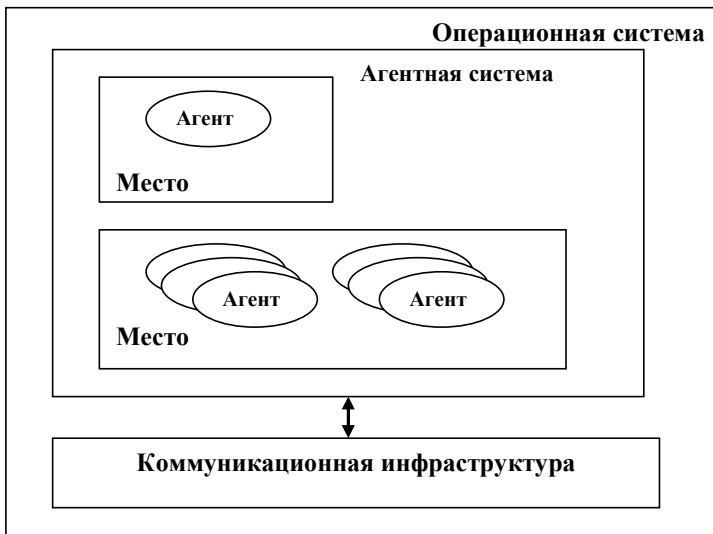 Операционная система
Агентная система
Агент
Место
Агент
Агент
Место
Коммуникационная инфраструктура